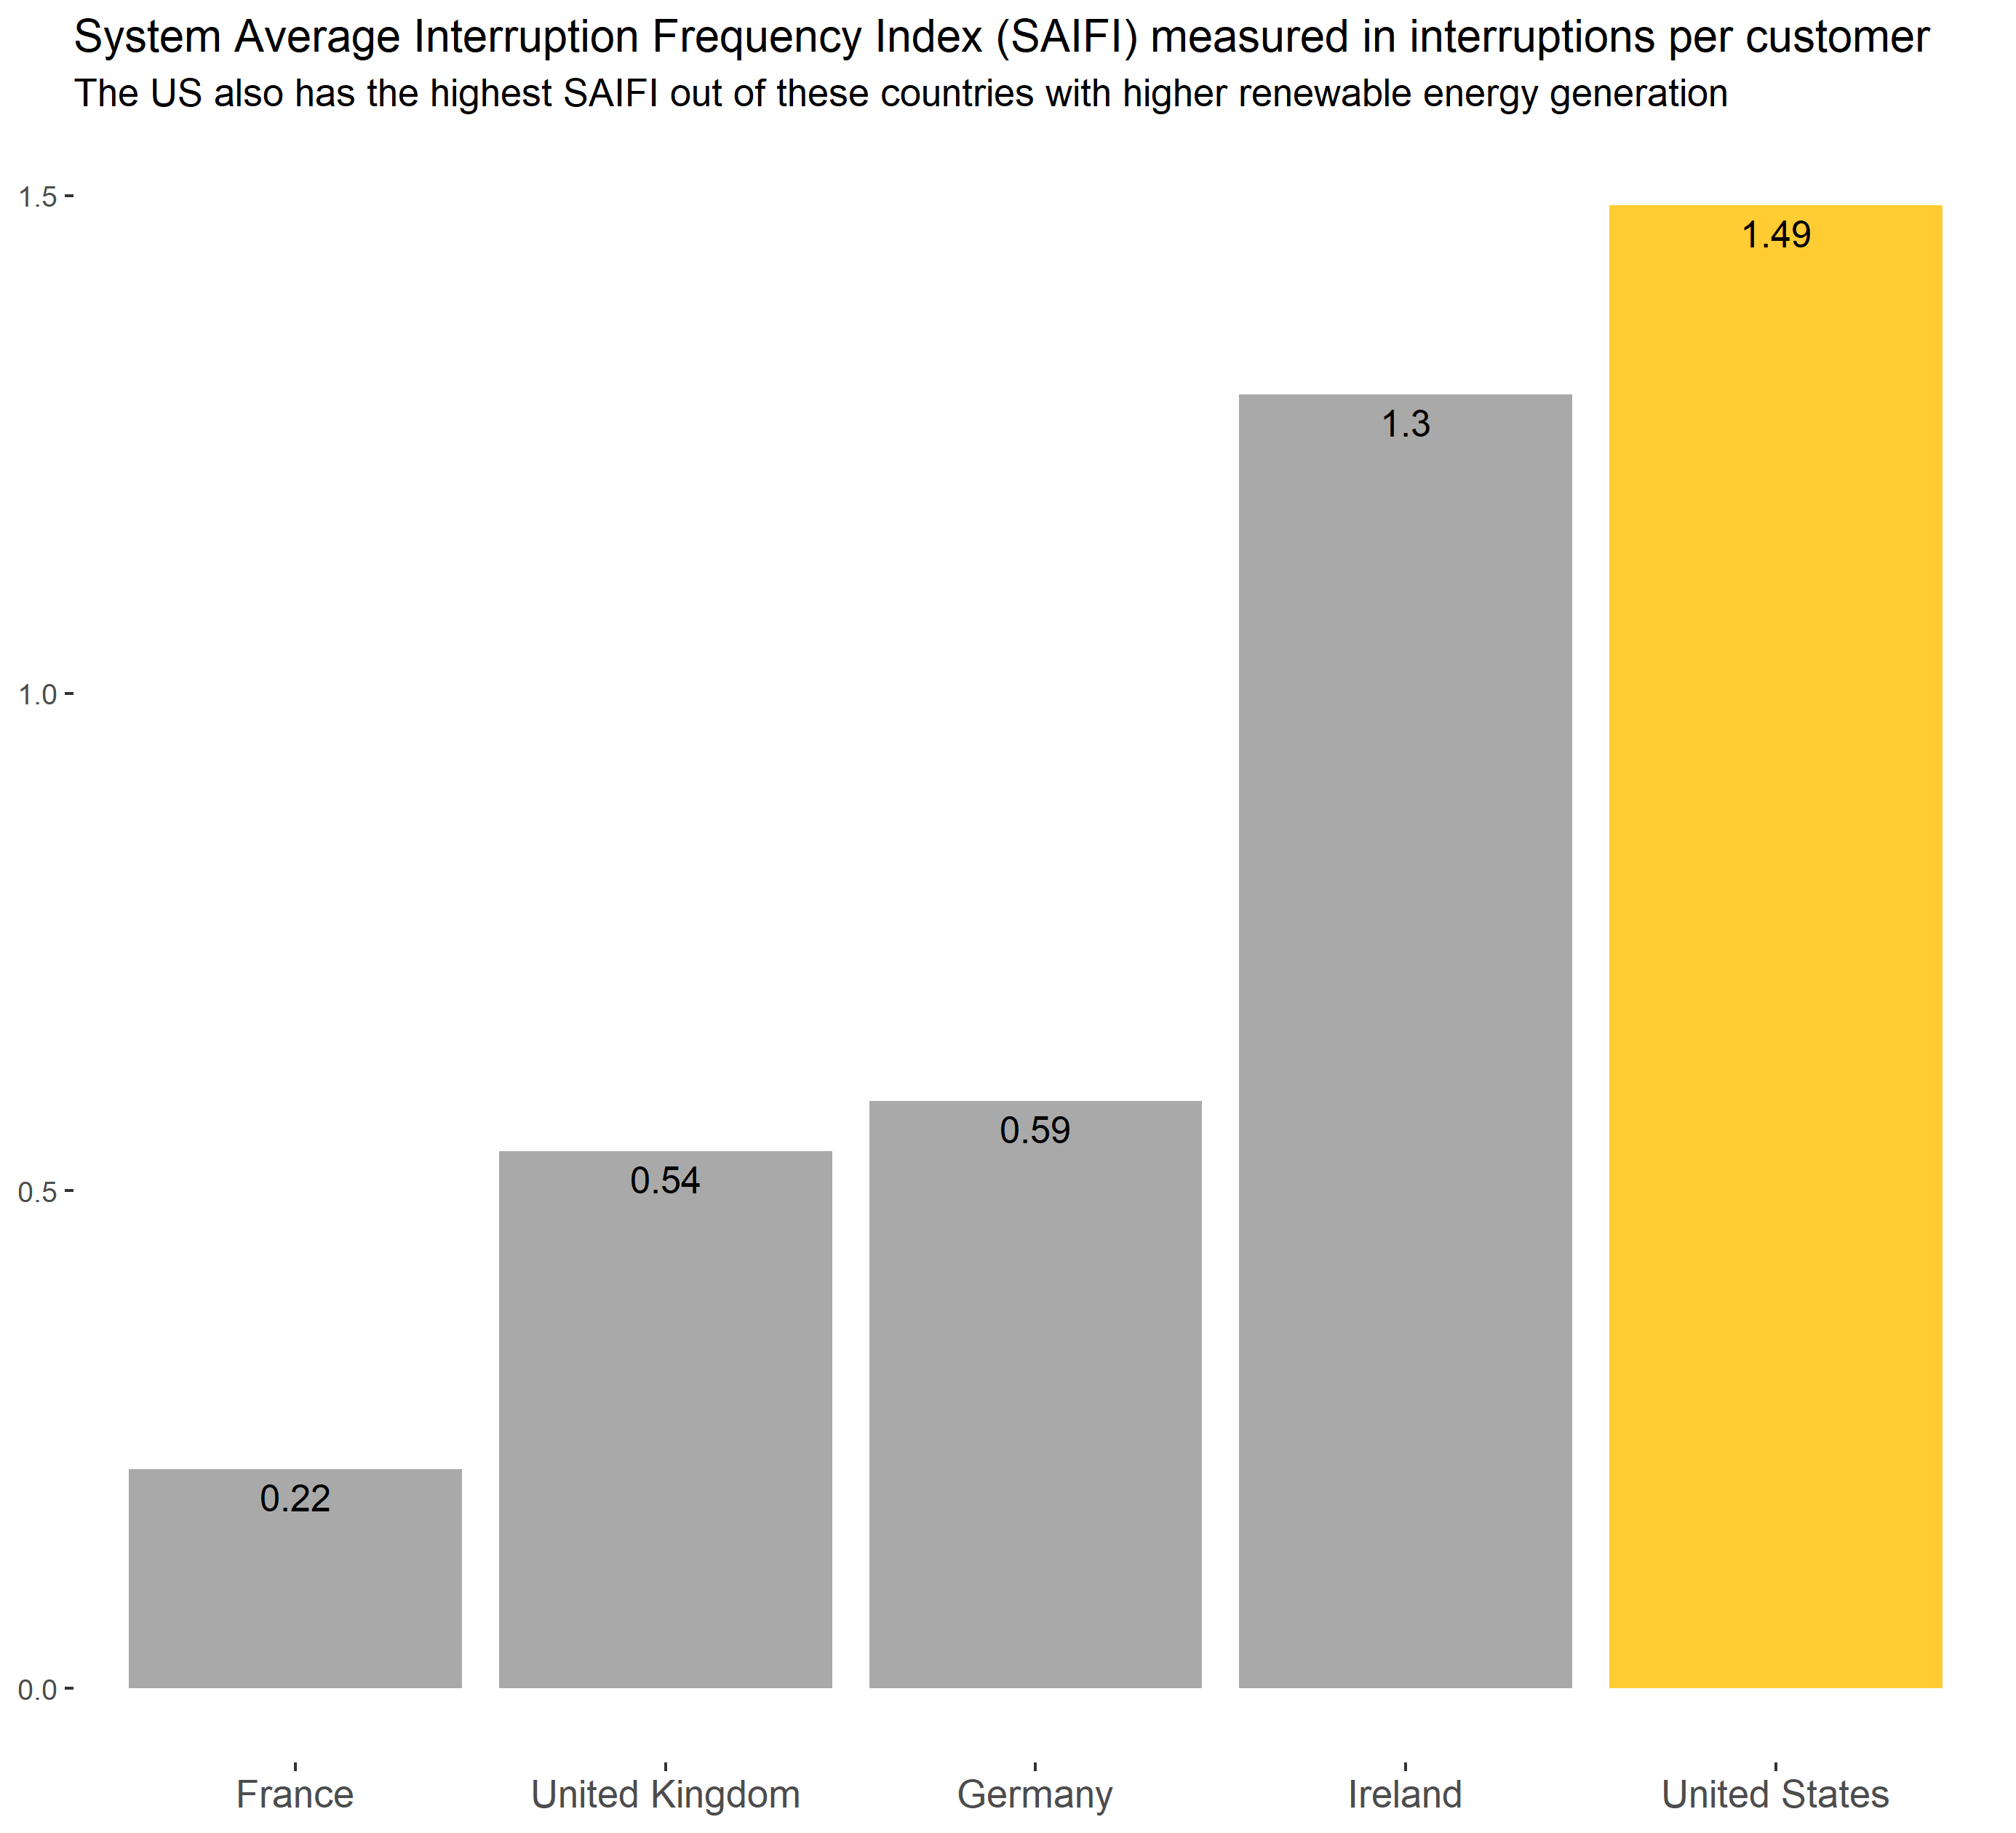 System Average Interruption Frequency Index (SAIFI) measured in interruptions per customer
The US also has the highest SAIFI out of these countries with higher renewable energy generation
1.5
1.0
0.5
0.0
0.22
0.54
0.59
1.3
1.49
France
United Kingdom
Germany
Ireland
United States